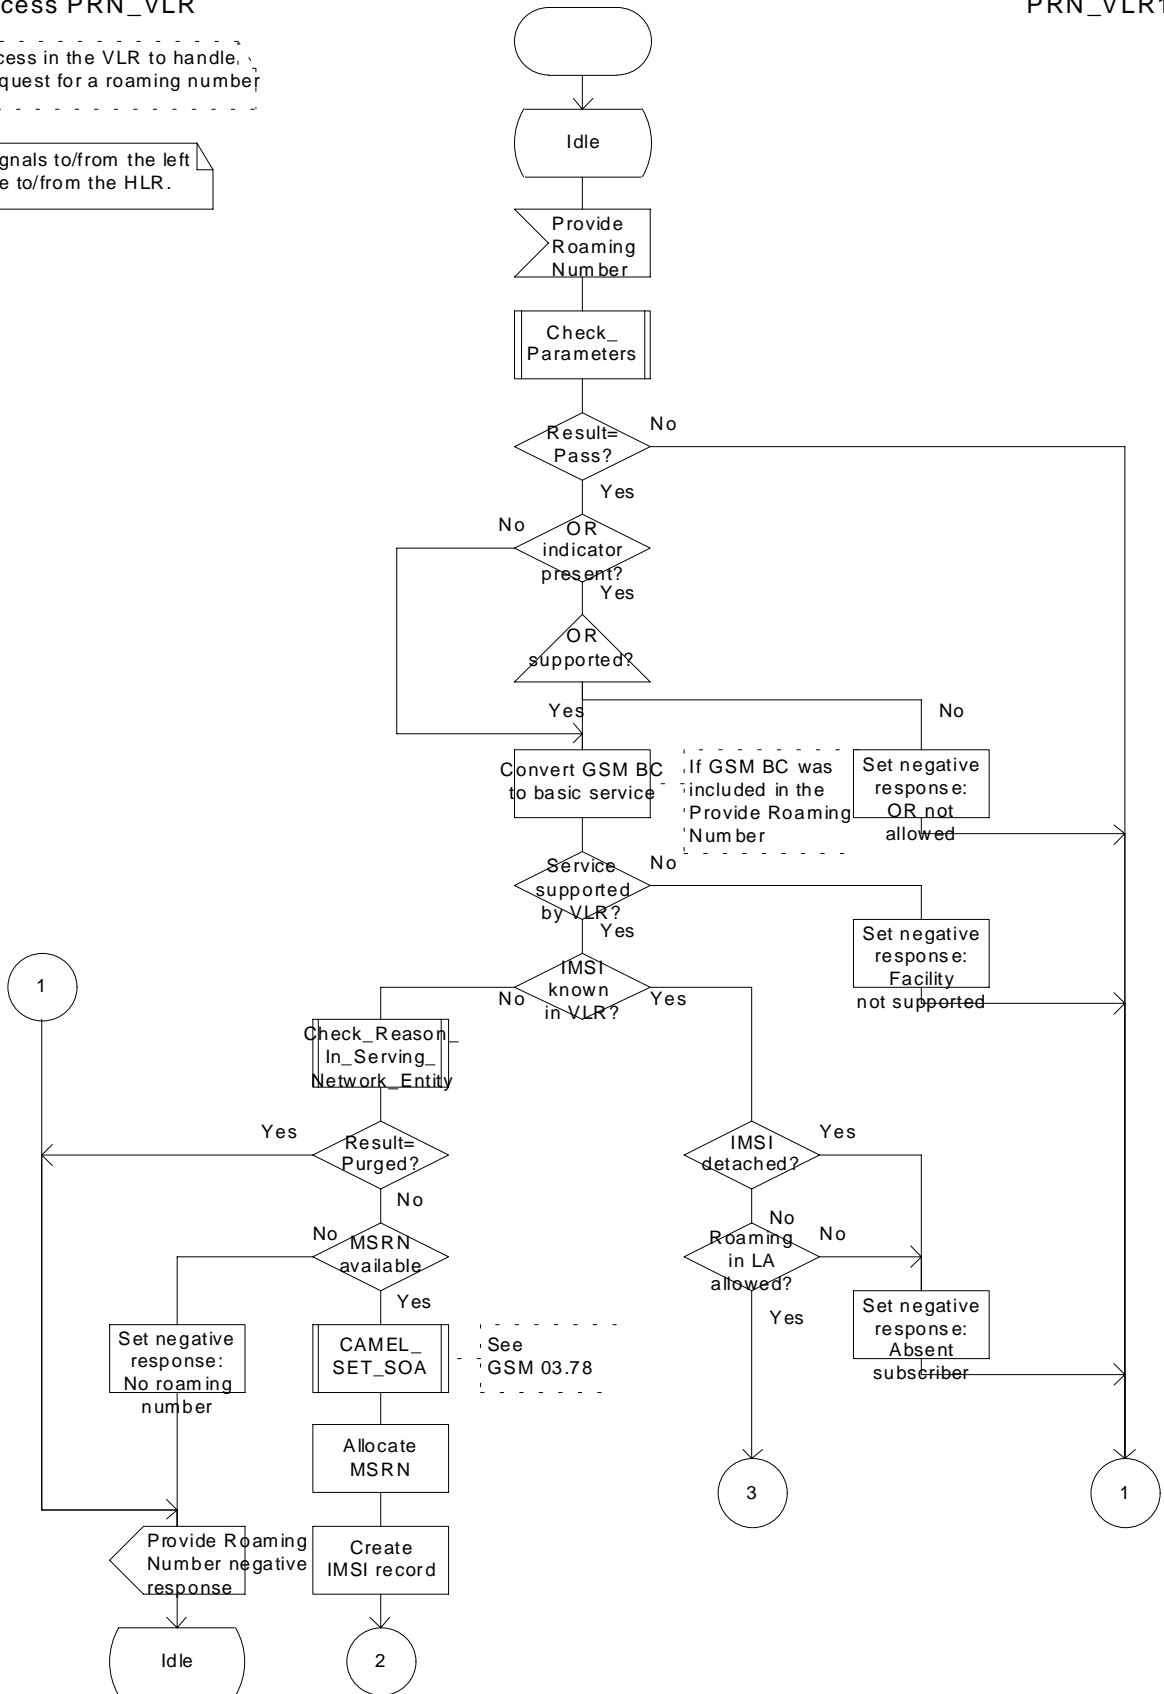 cess PRN_VLR
PRN_VLR1
cess in the VLR to handle
quest for a roaming number
gnals to/from the left
e to/from the HLR.
Idle
Provide
Roaming
Number
Check_
Parameters
Result=
Pass?
No
Yes
OR
indicator
present?
No
Yes
OR
supported?
Yes
No
Convert GSM BC
to basic service
If GSM BC was
included in the
Provide Roaming
Number
Set negative
response:
OR not
allowed
Service
supported
by VLR?
No
Yes
Set negative
response:
Facility
not supported
1
IMSI
known
in VLR?
No
Yes
Check_Reason_
In_Serving_
Network_Entity
Result=
Purged?
Yes
No
IMSI
detached?
Yes
No
MSRN
available
No
Yes
Roaming
in LA
allowed?
No
Yes
Set negative
response:
No roaming
number
CAMEL_
SET_SOA
See
GSM 03.78
Set negative
response:
Absent
subscriber
Allocate
MSRN
3
1
Provide Roaming
Number negative
response
Create
IMSI record
Idle
2